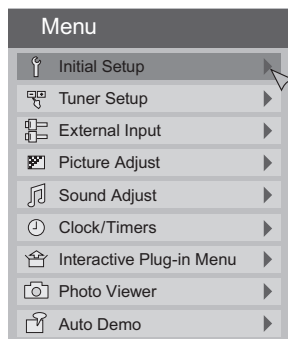 Menu
Initial Setup
Tuner Setup
External Input
Picture Adjust
Sound Adjust
Clock/Timers
Interactive Plug-in Menu
Photo Viewer
Auto Demo